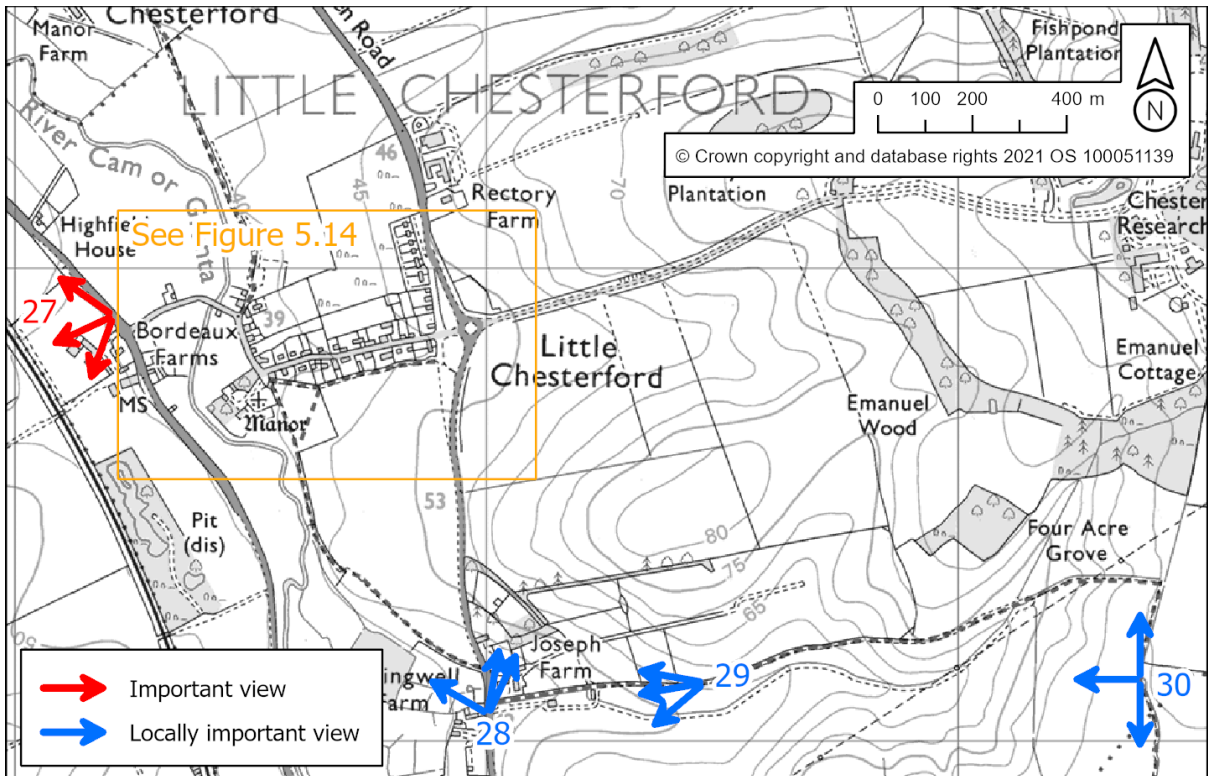 Chesterford
Manor
Farm
Road
Fishpond
Plantation
LITTLE CHESTERFORD CP
0 100 200 400 m
N
© Crown copyright and database rights 2021 OS 100051139
River Cam or
Granta
46
45
40
70
Rectory
Farm
Plantation
Chester
Research
Highfield
House
See Figure 5.14
27
39
Bordeaux
Farms
Little
Chesterford
Emanuel
Cottage
MS
Manor
Emanuel
Wood
53
Pit
(dis)
80
75
65
Four Acre
Grove
50
Joseph
Farm
ingwell
Farm
28
29
30
Important view
Locally important view